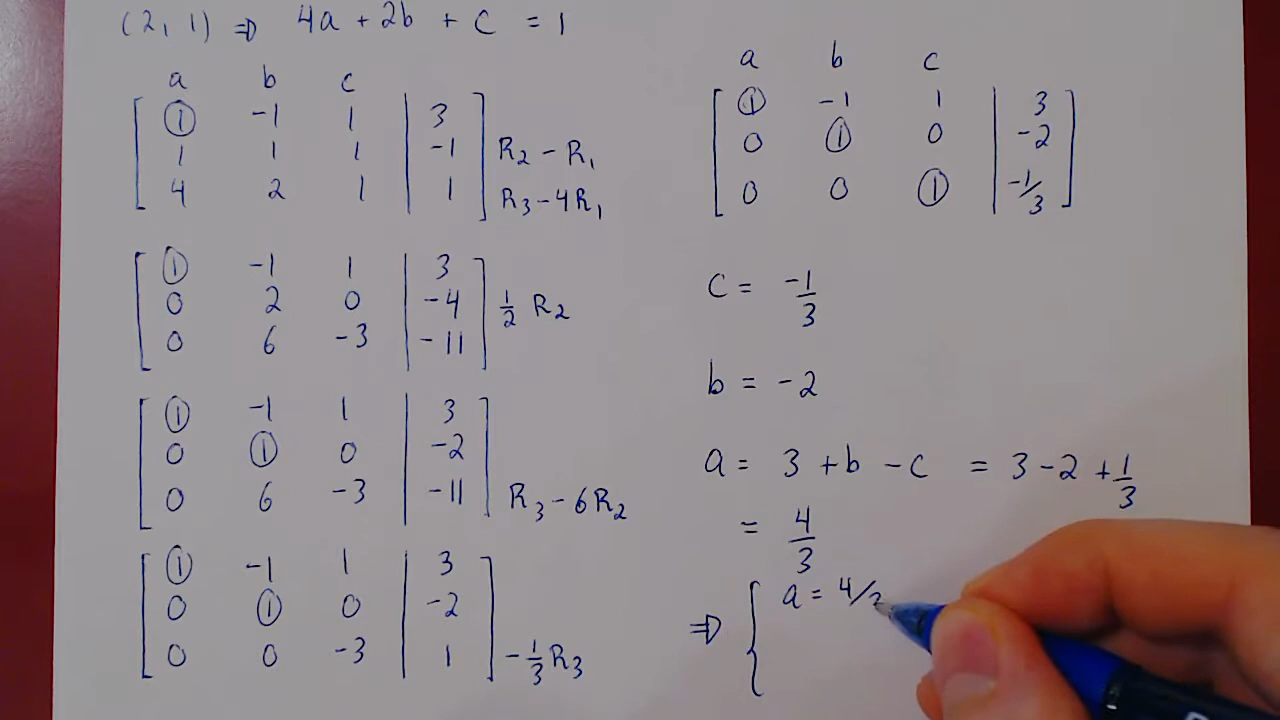 (2, 1) ⇒ 4a + 2b + c = 1
a b c
1 -1 1 | 3
1 1 1 | -1 R₂ - R₁
4 2 1 | 1 R₃ - 4R₁
1 -1 1 | 3
0 2 0 | -4 1/2 R₂
0 6 -3 | -11
1 -1 1 | 3
0 1 0 | -2
0 6 -3 | -11 R₃ - 6R₂
1 -1 1 | 3
0 1 0 | -2
0 0 -3 | 1 -1/3 R₃
a b c
1 -1 1 | 3
0 1 0 | -2
0 0 1 | -1/3
c = -1/3
b = -2
a = 3 + b - c = 3 - 2 + 1/3
= 4/3
⇒ { a = 4/